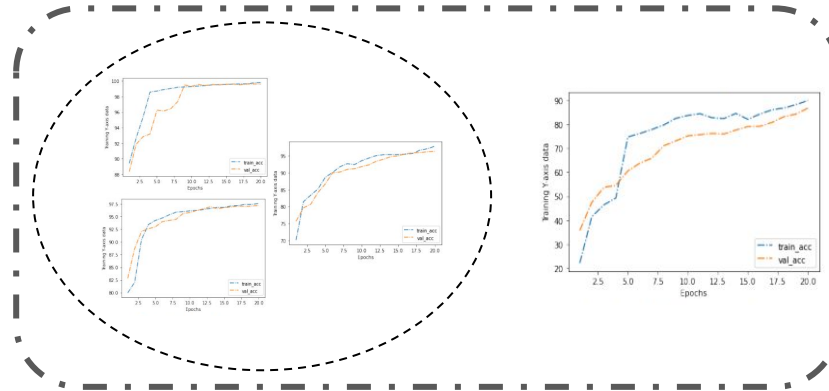 100
98
96
94
92
90
88
Training Y-axis data
2.5 5.0 7.5 10.0 12.5 15.0 17.5 20.0
Epochs
train_acc
val_acc
97.5
95.0
92.5
90.0
87.5
85.0
82.5
80.0
Training Y-axis data
2.5 5.0 7.5 10.0 12.5 15.0 17.5 20.0
Epochs
train_acc
val_acc
95
90
85
80
75
70
Training Y-axis data
2.5 5.0 7.5 10.0 12.5 15.0 17.5 20.0
Epochs
train_acc
val_acc
90
80
70
60
50
40
30
20
Training Y-axis data
2.5 5.0 7.5 10.0 12.5 15.0 17.5 20.0
Epochs
train_acc
val_acc